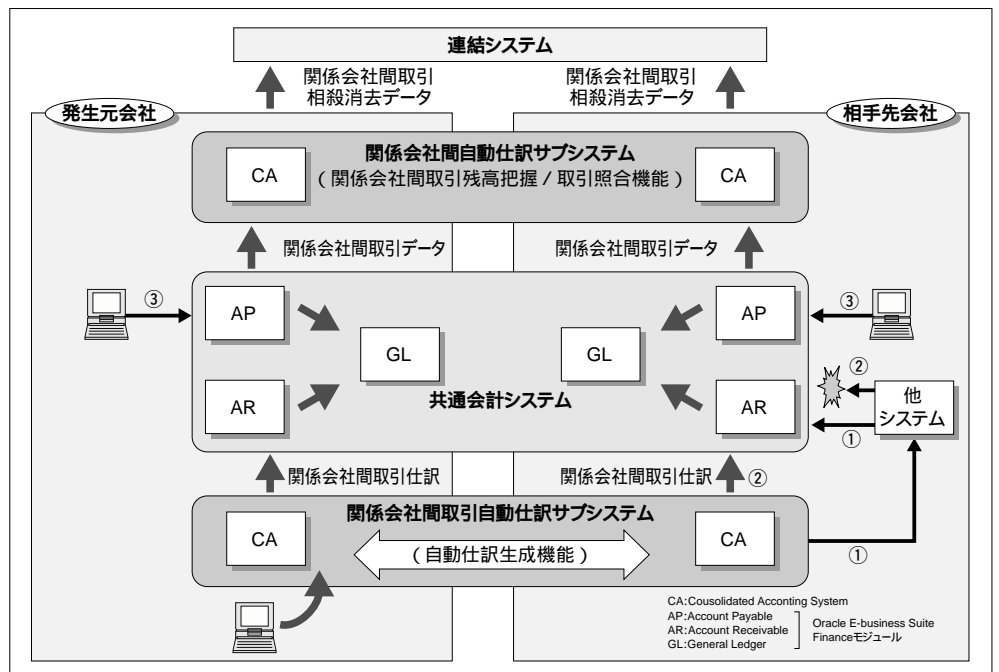 連結システム
関係会社間取引
相殺消去データ
関係会社間取引
相殺消去データ
発生元会社
相手先会社
関係会社間自動仕訳サブシステム
(関係会社間取引残高把握/取引照合機能)
CA
CA
関係会社間取引データ
関係会社間取引データ
③
AP
GL
AR
AP
③
GL
AR
②
他
システム
①
共通会計システム
関係会社間取引仕訳
関係会社間取引仕訳
②
関係会社間取引自動仕訳サブシステム
CA
(自動仕訳生成機能)
CA
①
CA:Cousolidated Acconting System
AP:Account Payable
AR:Account Receivable
GL:General Ledger
Oracle E-business Suite
Financeモジュール